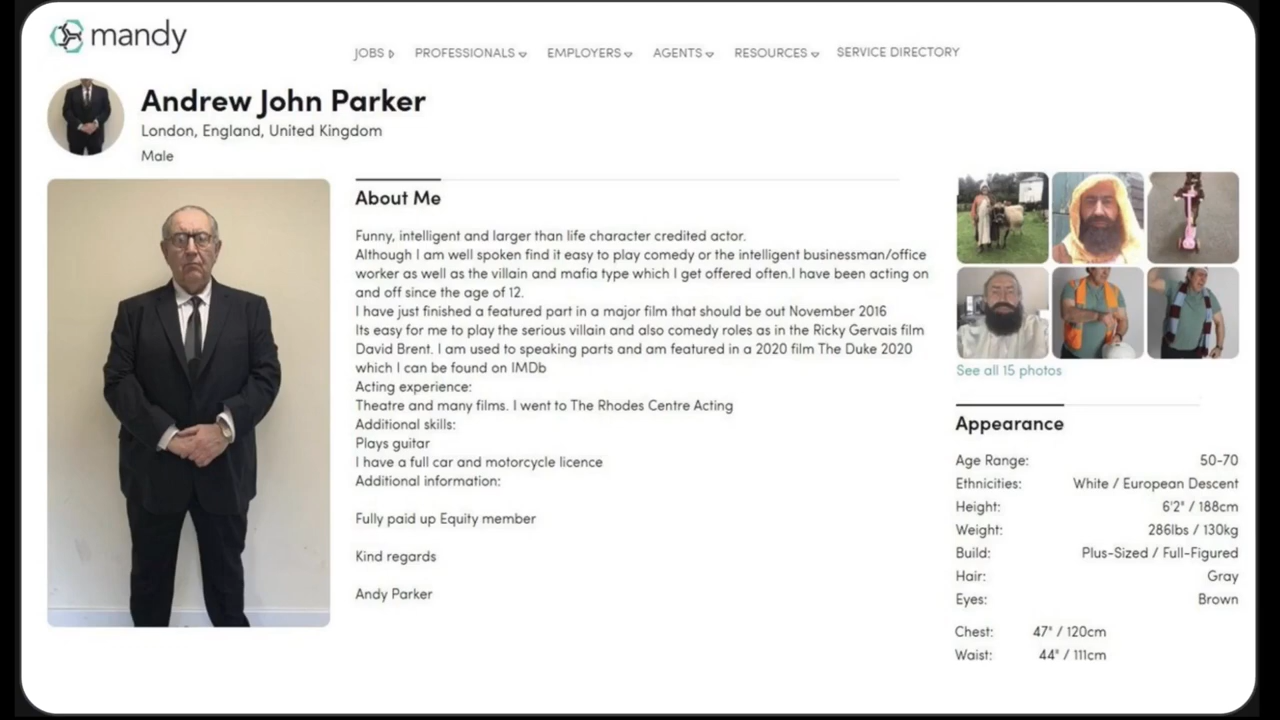 mandy
JOBS PROFESSIONALS EMPLOYERS AGENTS RESOURCES SERVICE DIRECTORY
Andrew John Parker
London, England, United Kingdom
Male
About Me
Funny, intelligent and larger than life character credited actor.
Although I am well spoken find it easy to play comedy or the intelligent businessman/office
worker as well as the villain and mafia type which I get offered often.I have been acting on
and off since the age of 12.
I have just finished a featured part in a major film that should be out November 2016
Its easy for me to play the serious villain and also comedy roles as in the Ricky Gervais film
David Brent. I am used to speaking parts and am featured in a 2020 film The Duke 2020
which I can be found on IMDb
Acting experience:
Theatre and many films. I went to The Rhodes Centre Acting
Additional skills:
Plays guitar
I have a full car and motorcycle licence
Additional information:
Fully paid up Equity member
Kind regards
Andy Parker
See all 15 photos
Appearance
Age Range: 50-70
Ethnicities: White / European Descent
Height: 6'2" / 188cm
Weight: 286lbs / 130kg
Build: Plus-Sized / Full-Figured
Hair: Gray
Eyes: Brown
Chest: 47" / 120cm
Waist: 44" / 111cm